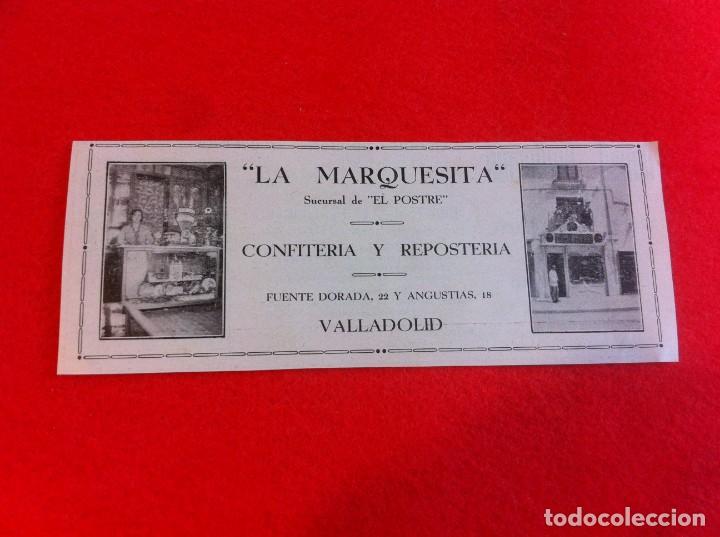 "LA MARQUESITA"
Sucursal de "EL POSTRE"
CONFITERIA Y REPOSTERIA
FUENTE DORADA, 22 Y ANGUSTIAS, 18
VALLADOLID
todocoleccion